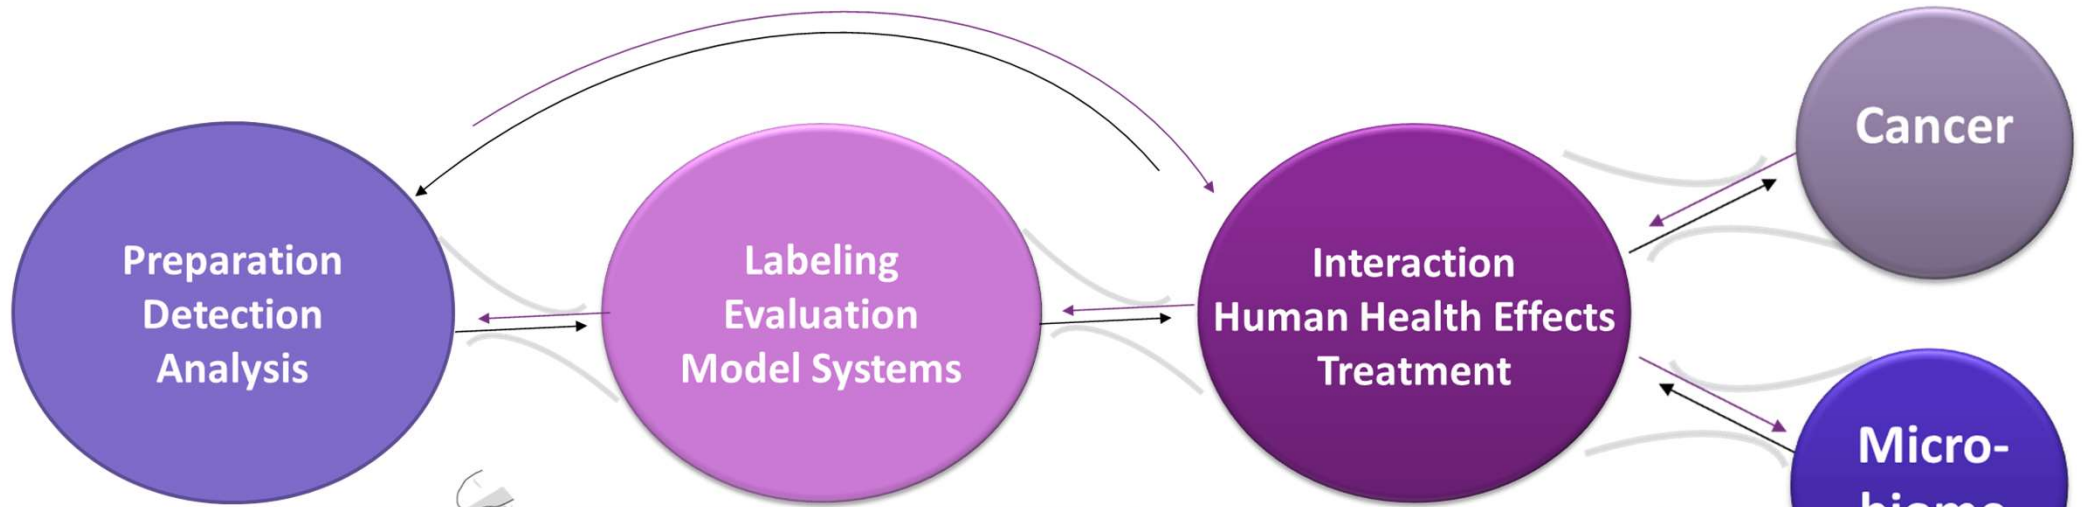 Preparation
Detection
Analysis
Labeling
Evaluation
Model Systems
Interaction
Human Health Effects
Treatment
Cancer
Micro-